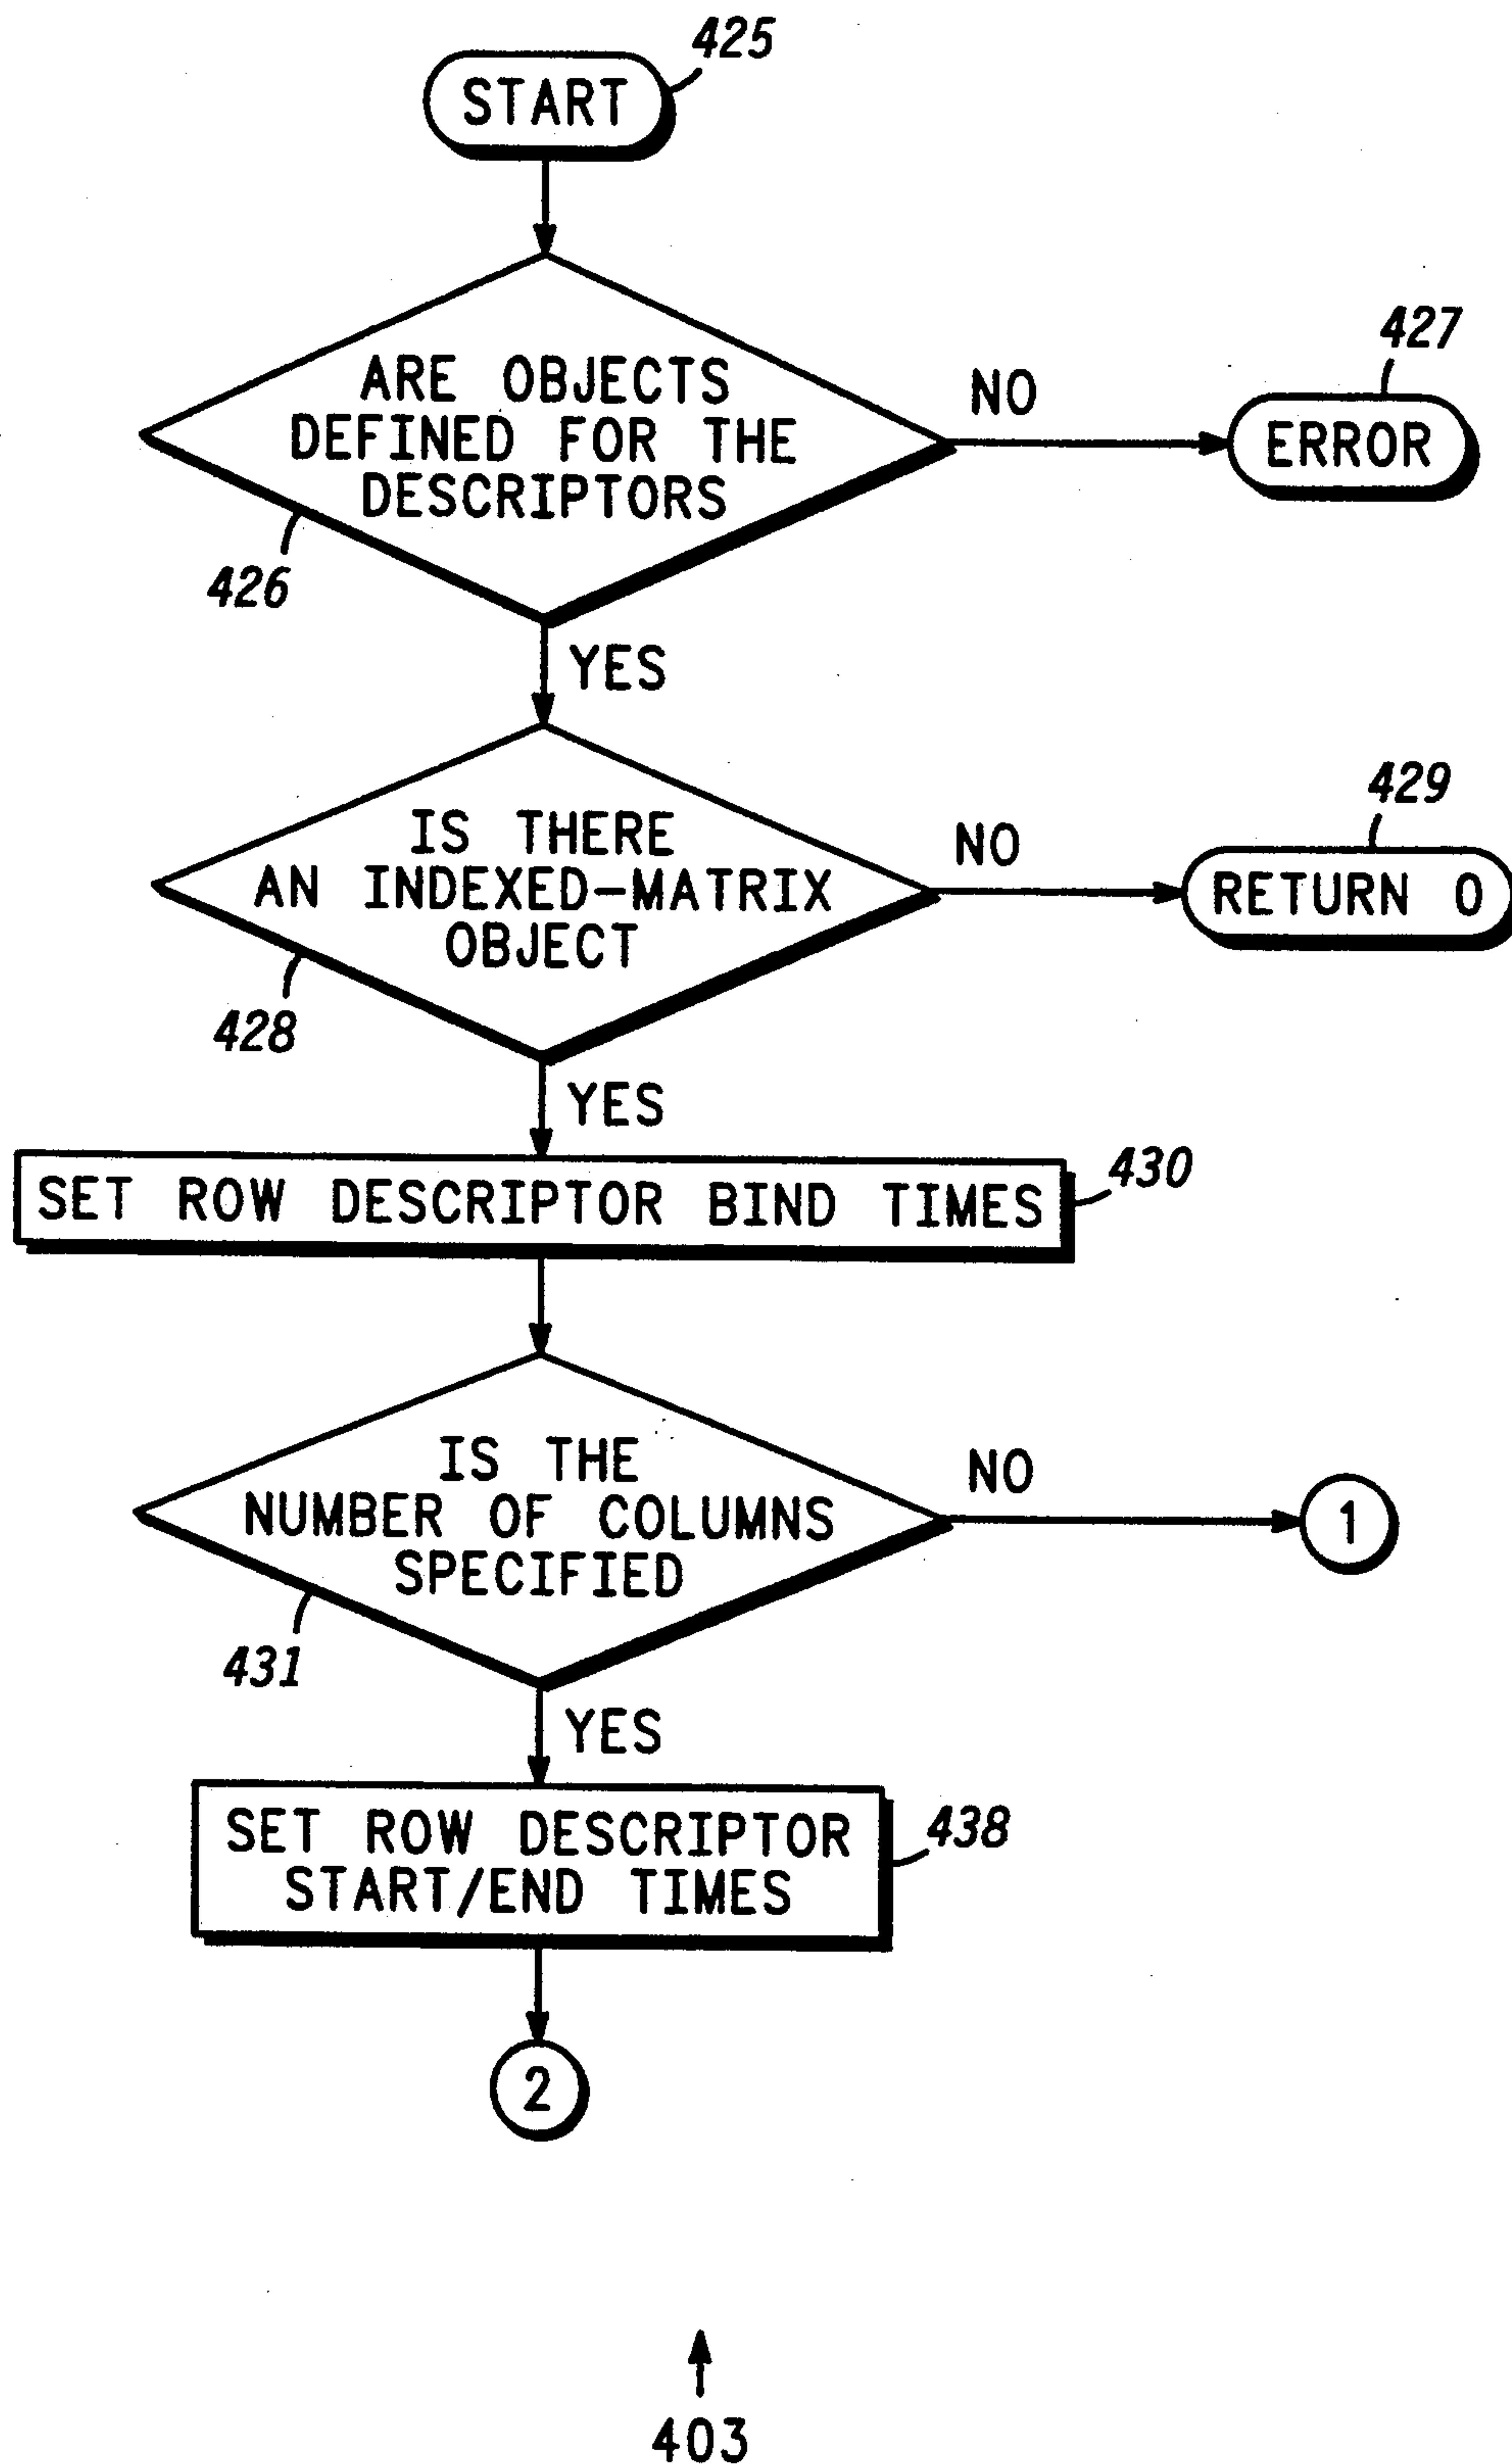 425
START
ARE OBJECTS
DEFINED FOR THE
DESCRIPTORS
NO
427
ERROR
426
YES
IS THERE
AN INDEXED-MATRIX
OBJECT
NO
429
RETURN 0
428
YES
SET ROW DESCRIPTOR BIND TIMES
430
IS THE
NUMBER OF COLUMNS
SPECIFIED
NO
1
431
YES
SET ROW DESCRIPTOR
START/END TIMES
438
2
403